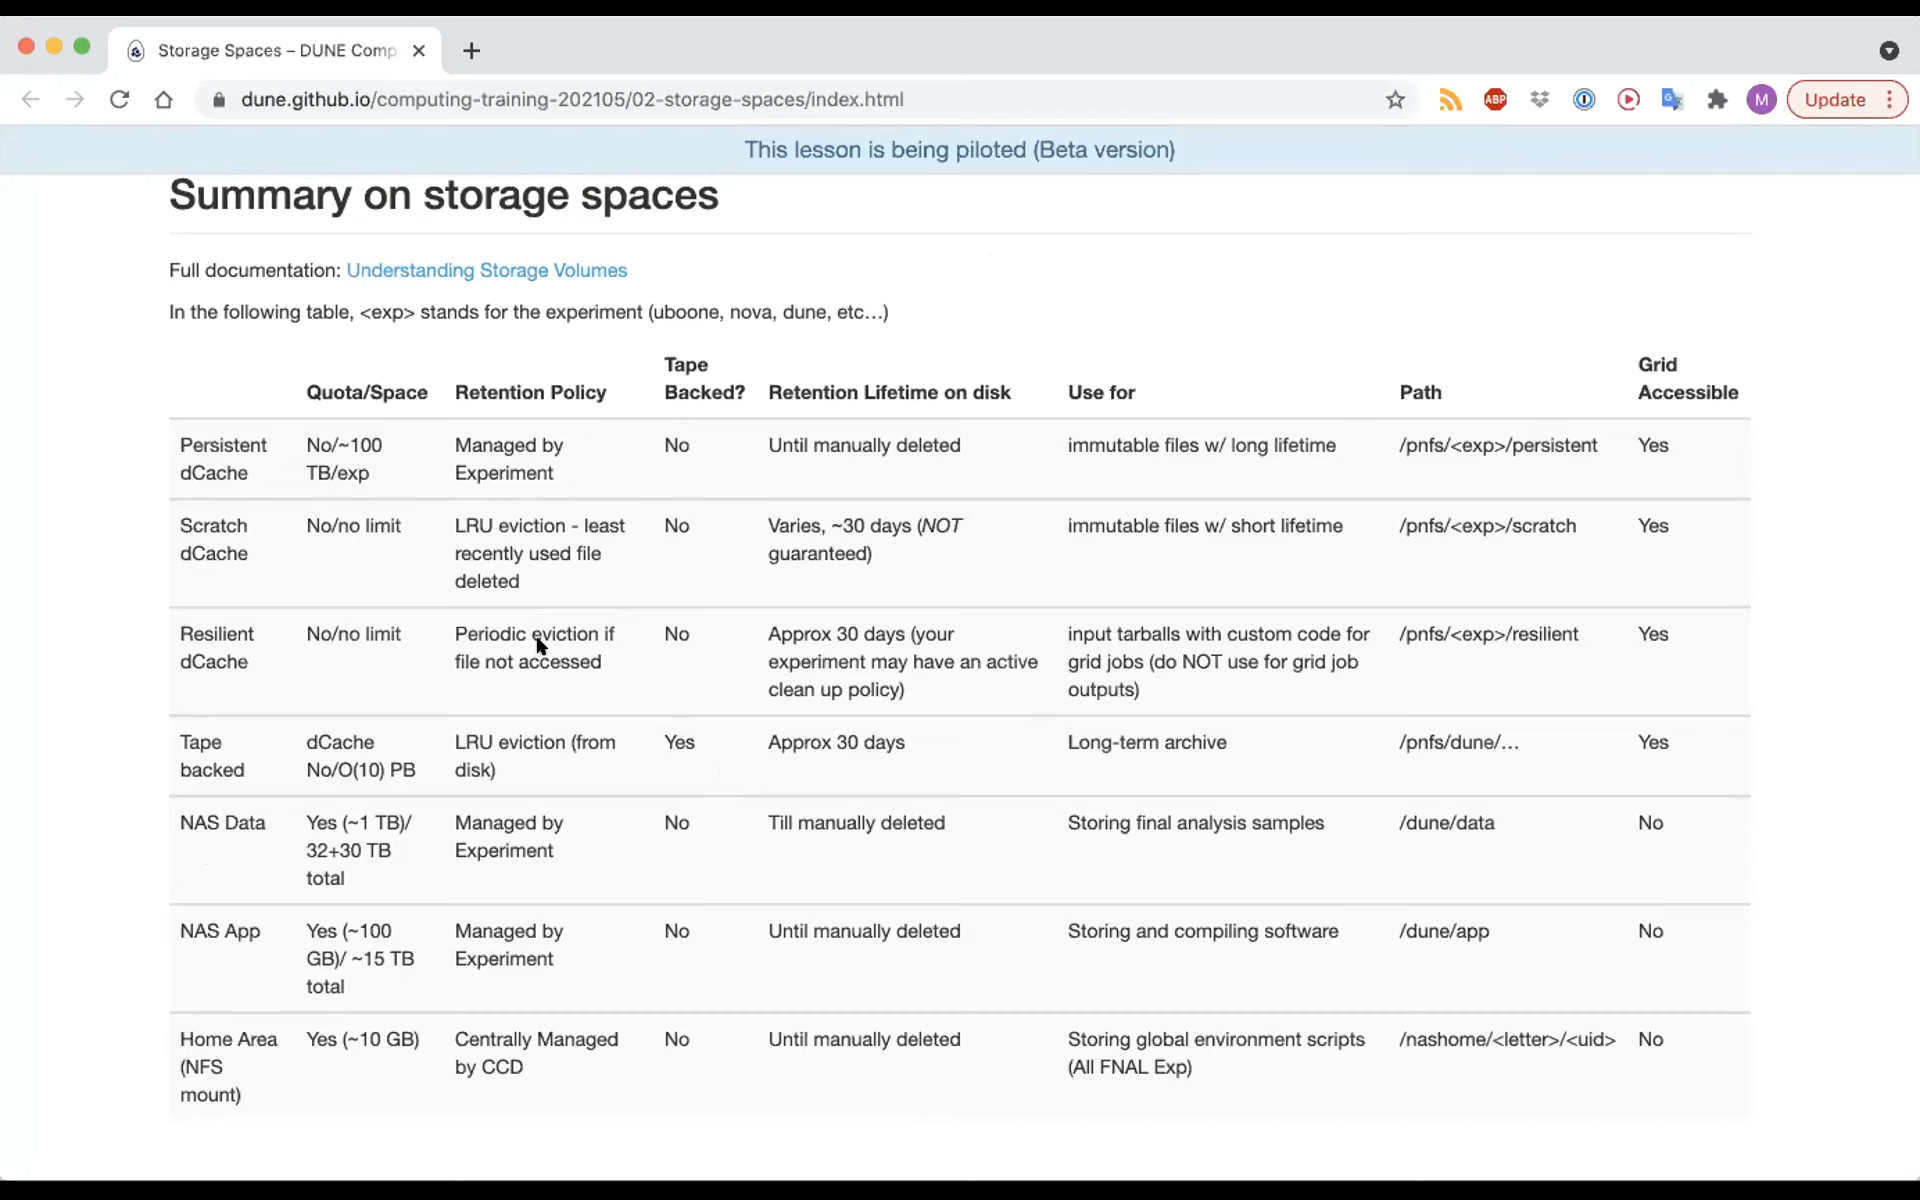 Storage Spaces – DUNE Comp
dune.github.io/computing-training-202105/02-storage-spaces/index.html
ABP
M
Update
This lesson is being piloted (Beta version)
Summary on storage spaces
Full documentation: Understanding Storage Volumes
In the following table, <exp> stands for the experiment (uboone, nova, dune, etc…)
Quota/Space
Retention Policy
Tape
Backed?
Retention Lifetime on disk
Use for
Path
Grid
Accessible
Persistent
dCache
No/~100
TB/exp
Managed by
Experiment
No
Until manually deleted
immutable files w/ long lifetime
/pnfs/<exp>/persistent
Yes
Scratch
dCache
No/no limit
LRU eviction - least
recently used file
deleted
No
Varies, ~30 days (NOT
guaranteed)
immutable files w/ short lifetime
/pnfs/<exp>/scratch
Yes
Resilient
dCache
No/no limit
Periodic eviction if
file not accessed
No
Approx 30 days (your
experiment may have an active
clean up policy)
input tarballs with custom code for
grid jobs (do NOT use for grid job
outputs)
/pnfs/<exp>/resilient
Yes
Tape
backed
dCache
No/O(10) PB
LRU eviction (from
disk)
Yes
Approx 30 days
Long-term archive
/pnfs/dune/…
Yes
NAS Data
Yes (~1 TB)/
32+30 TB
total
Managed by
Experiment
No
Till manually deleted
Storing final analysis samples
/dune/data
No
NAS App
Yes (~100
GB)/ ~15 TB
total
Managed by
Experiment
No
Until manually deleted
Storing and compiling software
/dune/app
No
Home Area
(NFS
mount)
Yes (~10 GB)
Centrally Managed
by CCD
No
Until manually deleted
Storing global environment scripts
(All FNAL Exp)
/nashome/<letter>/<uid>
No